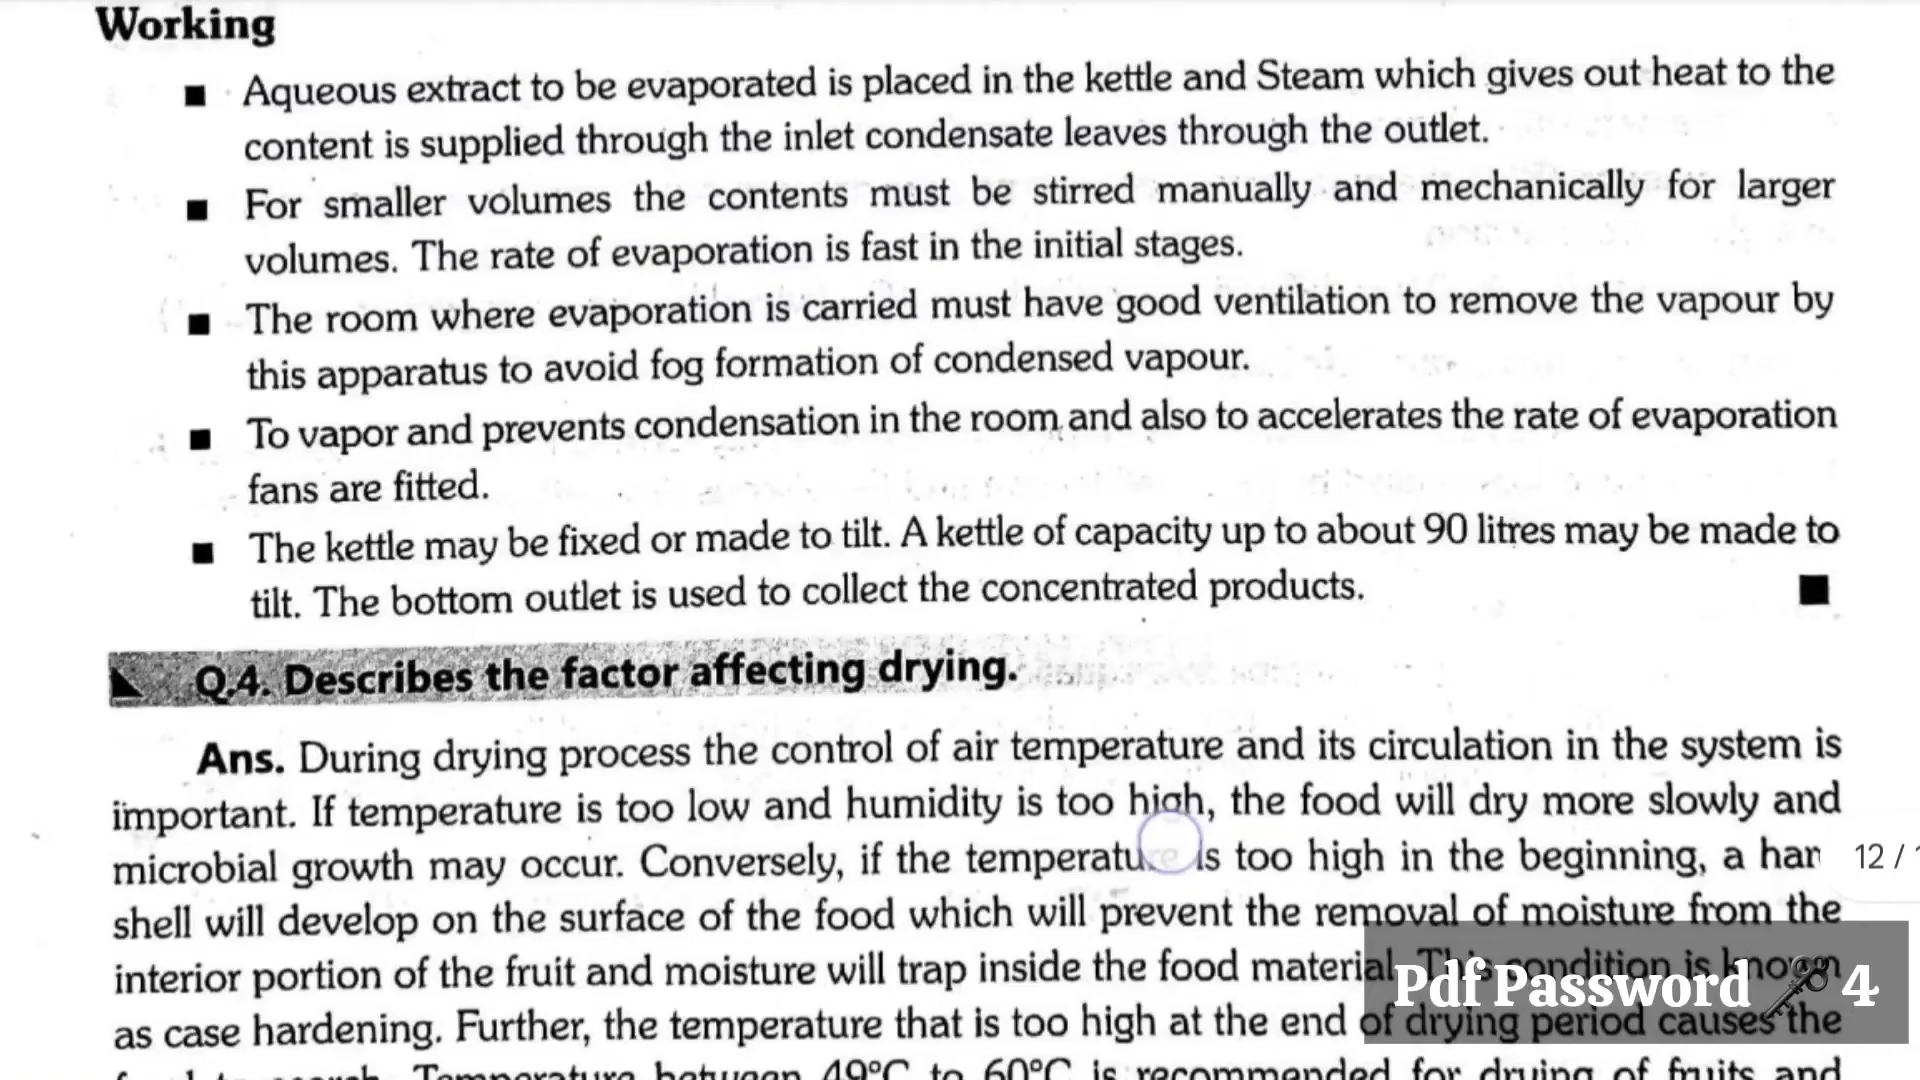 Working
■ Aqueous extract to be evaporated is placed in the kettle and Steam which gives out heat to the
content is supplied through the inlet condensate leaves through the outlet.
■ For smaller volumes the contents must be stirred manually and mechanically for larger
volumes. The rate of evaporation is fast in the initial stages.
■ The room where evaporation is carried must have good ventilation to remove the vapour by
this apparatus to avoid fog formation of condensed vapour.
■ To vapor and prevents condensation in the room and also to accelerates the rate of evaporation
fans are fitted.
■ The kettle may be fixed or made to tilt. A kettle of capacity up to about 90 litres may be made to
tilt. The bottom outlet is used to collect the concentrated products. ■
Q.4. Describes the factor affecting drying.
Ans. During drying process the control of air temperature and its circulation in the system is
important. If temperature is too low and humidity is too high, the food will dry more slowly and
microbial growth may occur. Conversely, if the temperature is too high in the beginning, a har
12 /
shell will develop on the surface of the food which will prevent the removal of moisture from the
interior portion of the fruit and moisture will trap inside the food material. This condition is known
Pdf Password 4
as case hardening. Further, the temperature that is too high at the end of drying period causes the
Temperature between 49°C to 60°C is recommended for drying of fruits and